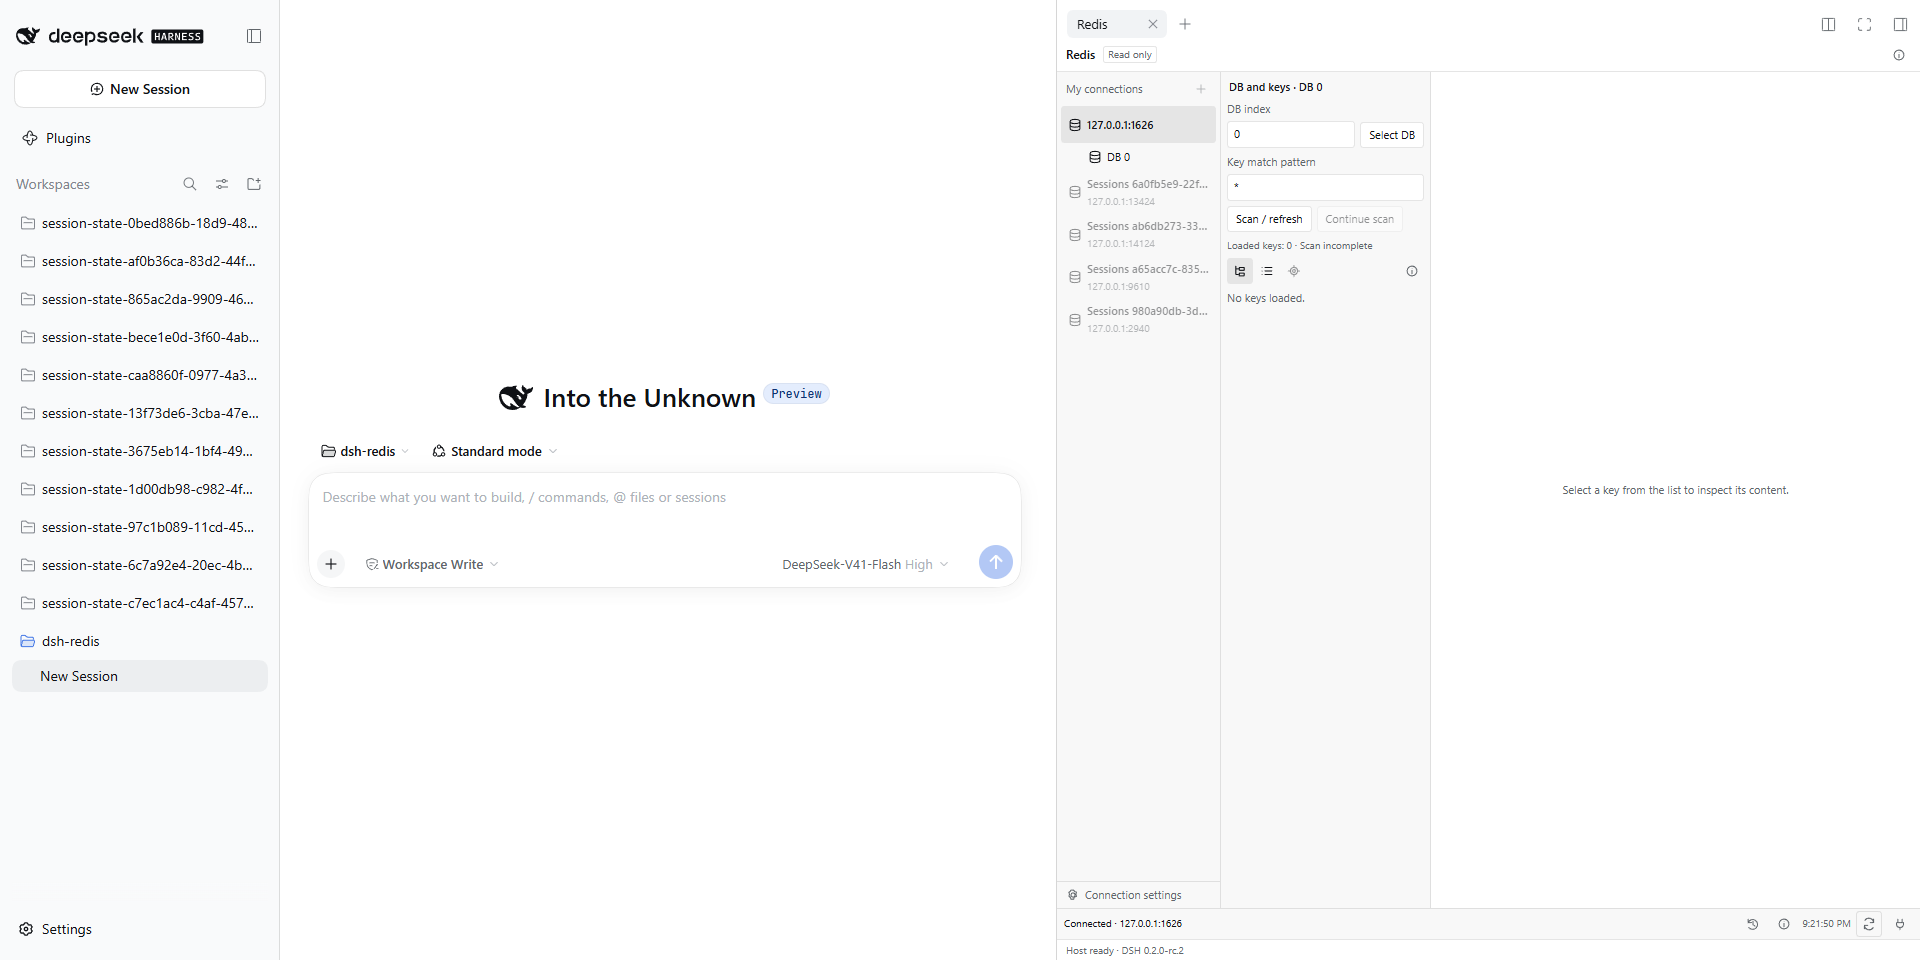 deepseek HARNESS
New Session
Plugins
Workspaces
session-state-0bed886b-18d9-48...
session-state-af0b36ca-83d2-44f...
session-state-865ac2da-9909-46...
session-state-bece1e0d-3f60-4ab...
session-state-caa8860f-0977-4a3...
session-state-13f73de6-3cba-47e...
session-state-3675eb14-1bf4-49...
session-state-1d00db98-c982-4f...
session-state-97c1b089-11cd-45...
session-state-6c7a92e4-20ec-4b...
session-state-c7ec1ac4-c4af-457...
dsh-redis
New Session
Settings
Into the Unknown Preview
dsh-redis Standard mode
Describe what you want to build, / commands, @ files or sessions
Workspace Write DeepSeek-V41-Flash High
Redis
Redis Read only
My connections
127.0.0.1:1626
DB 0
Sessions 6a0fb5e9-22f...
127.0.0.1:13424
Sessions ab6db273-33...
127.0.0.1:14124
Sessions a65acc7c-835...
127.0.0.1:9610
Sessions 980a90db-3d...
127.0.0.1:2940
Connection settings
DB and keys · DB 0
DB index
0 Select DB
Key match pattern
*
Scan / refresh Continue scan
Loaded keys: 0 · Scan incomplete
No keys loaded.
Select a key from the list to inspect its content.
Connected · 127.0.0.1:1626 9:21:50 PM
Host ready · DSH 0.2.0-rc.2